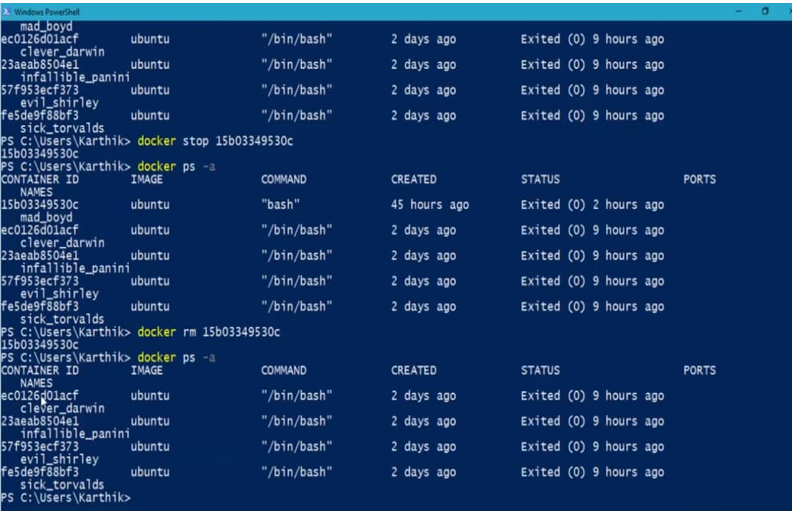 Windows PowerShell
mad_boyd
ec0126d01acf ubuntu "/bin/bash" 2 days ago Exited (0) 9 hours ago
clever_darwin
23aeab8504e1 ubuntu "/bin/bash" 2 days ago Exited (0) 9 hours ago
infallible_panini
57f953ecf373 ubuntu "/bin/bash" 2 days ago Exited (0) 9 hours ago
evil_shirley
fe5de9f88bf3 ubuntu "/bin/bash" 2 days ago Exited (0) 9 hours ago
sick_torvalds
PS C:\Users\Karthik> docker stop 15b03349530c
15b03349530c
PS C:\Users\Karthik> docker ps -a
CONTAINER ID IMAGE COMMAND CREATED STATUS PORTS
NAMES
15b03349530c ubuntu "bash" 45 hours ago Exited (0) 2 hours ago
mad_boyd
ec0126d01acf ubuntu "/bin/bash" 2 days ago Exited (0) 9 hours ago
clever_darwin
23aeab8504e1 ubuntu "/bin/bash" 2 days ago Exited (0) 9 hours ago
infallible_panini
57f953ecf373 ubuntu "/bin/bash" 2 days ago Exited (0) 9 hours ago
evil_shirley
fe5de9f88bf3 ubuntu "/bin/bash" 2 days ago Exited (0) 9 hours ago
sick_torvalds
PS C:\Users\Karthik> docker rm 15b03349530c
15b03349530c
PS C:\Users\Karthik> docker ps -a
CONTAINER ID IMAGE COMMAND CREATED STATUS PORTS
NAMES
ec0126d01acf ubuntu "/bin/bash" 2 days ago Exited (0) 9 hours ago
clever_darwin
23aeab8504e1 ubuntu "/bin/bash" 2 days ago Exited (0) 9 hours ago
infallible_panini
57f953ecf373 ubuntu "/bin/bash" 2 days ago Exited (0) 9 hours ago
evil_shirley
fe5de9f88bf3 ubuntu "/bin/bash" 2 days ago Exited (0) 9 hours ago
sick_torvalds
PS C:\Users\Karthik>